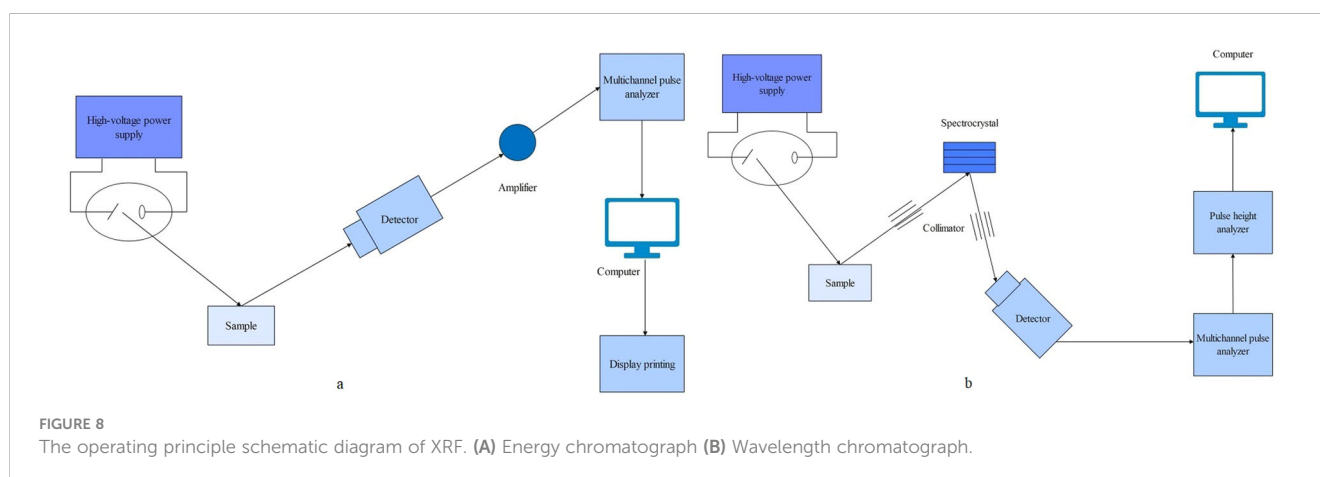 High-voltage power
supply
Sample
Detector
Amplifier
Multichannel pulse
analyzer
Computer
Display printing
a
High-voltage power
supply
Sample
Collimator
Spectrocrystal
Detector
Multichannel pulse
analyzer
Pulse height
analyzer
Computer
b
FIGURE 8
The operating principle schematic diagram of XRF. (A) Energy chromatograph (B) Wavelength chromatograph.